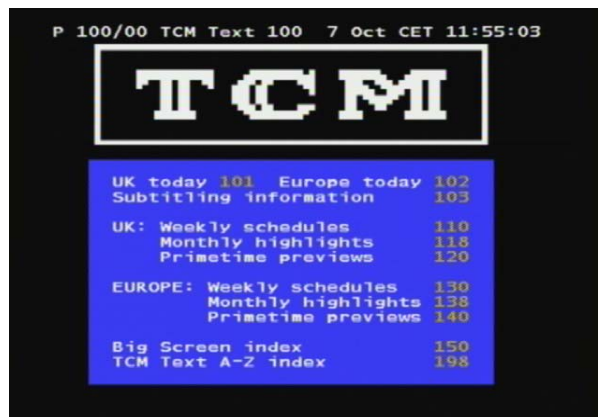 P 100/00 TCM Text 100 7 Oct CET 11:55:03
TCM
UK today 101 Europe today 102
Subtitling information 103
UK: Weekly schedules 110
Monthly highlights 118
Primetime previews 120
EUROPE: Weekly schedules 130
Monthly highlights 138
Primetime previews 140
Big Screen index 150
TCM Text A-Z index 198